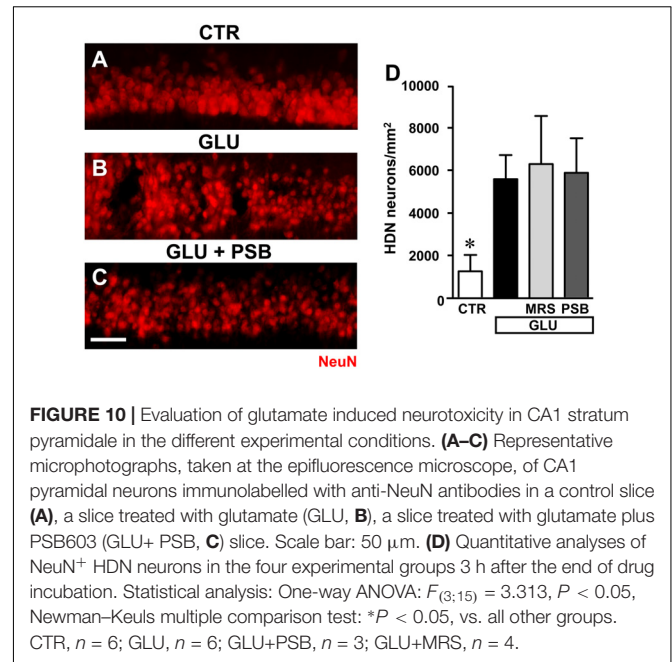 CTR
A
GLU
B
GLU + PSB
C
NeuN
D
HDN neurons/mm²
10000
8000
6000
4000
2000
0
*
CTR
MRS PSB
GLU
FIGURE 10 | Evaluation of glutamate induced neurotoxicity in CA1 stratum
pyramidale in the different experimental conditions. (A–C) Representative
microphotographs, taken at the epifluorescence microscope, of CA1
pyramidal neurons immunolabelled with anti-NeuN antibodies in a control slice
(A), a slice treated with glutamate (GLU, B), a slice treated with glutamate plus
PSB603 (GLU+ PSB, C) slice. Scale bar: 50 μm. (D) Quantitative analyses of
NeuN⁺ HDN neurons in the four experimental groups 3 h after the end of drug
incubation. Statistical analysis: One-way ANOVA: F(3;15) = 3.313, P < 0.05,
Newman–Keuls multiple comparison test: *P < 0.05, vs. all other groups.
CTR, n = 6; GLU, n = 6; GLU+PSB, n = 3; GLU+MRS, n = 4.